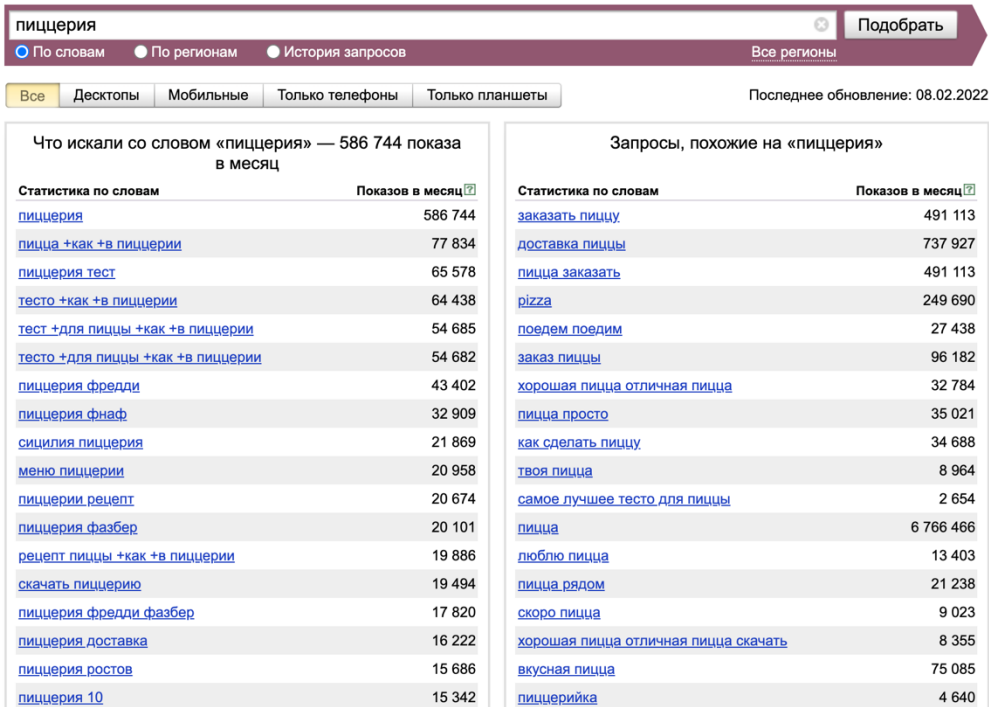 пиццерия
Подобрать
По словам По регионам История запросов Все регионы
Все Десктопы Мобильные Только телефоны Только планшеты Последнее обновление: 08.02.2022
Что искали со словом «пиццерия» — 586 744 показа
в месяц
Статистика по словам Показов в месяц ?
пиццерия 586 744
пицца +как +в пиццерии 77 834
пиццерия тест 65 578
тесто +как +в пиццерии 64 438
тест +для пиццы +как +в пиццерии 54 685
тесто +для пиццы +как +в пиццерии 54 682
пиццерия фредди 43 402
пиццерия фнаф 32 909
сицилия пиццерия 21 869
меню пиццерии 20 958
пиццерии рецепт 20 674
пиццерия фазбер 20 101
рецепт пиццы +как +в пиццерии 19 886
скачать пиццерию 19 494
пиццерия фредди фазбер 17 820
пиццерия доставка 16 222
пиццерия ростов 15 686
пиццерия 10 15 342
Запросы, похожие на «пиццерия»
Статистика по словам Показов в месяц ?
заказать пиццу 491 113
доставка пиццы 737 927
пицца заказать 491 113
pizza 249 690
поедем поедим 27 438
заказ пиццы 96 182
хорошая пицца отличная пицца 32 784
пицца просто 35 021
как сделать пиццу 34 688
твоя пицца 8 964
самое лучшее тесто для пиццы 2 654
пицца 6 766 466
люблю пицца 13 403
пицца рядом 21 238
скоро пицца 9 023
хорошая пицца отличная пицца скачать 8 355
вкусная пицца 75 085
пиццерийка 4 640